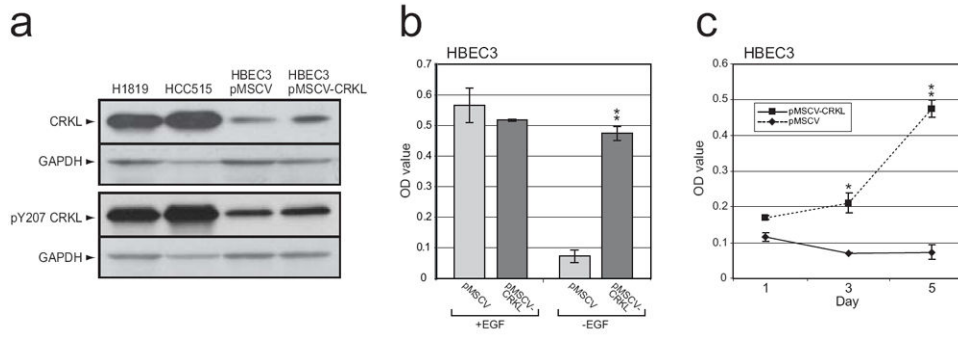 a
H1819 HCC515 HBEC3 pMSCV HBEC3 pMSCV-CRKL
CRKL
GAPDH
pY207 CRKL
GAPDH
b
HBEC3
OD value
0.7
0.6
0.5
0.4
0.3
0.2
0.1
0
**
pMSCV
pMSCV-CRKL
pMSCV
pMSCV-CRKL
+EGF
-EGF
c
HBEC3
OD value
0.6
0.5
0.4
0.3
0.2
0.1
0
pMSCV-CRKL
pMSCV
*
**
1 3 5
Day